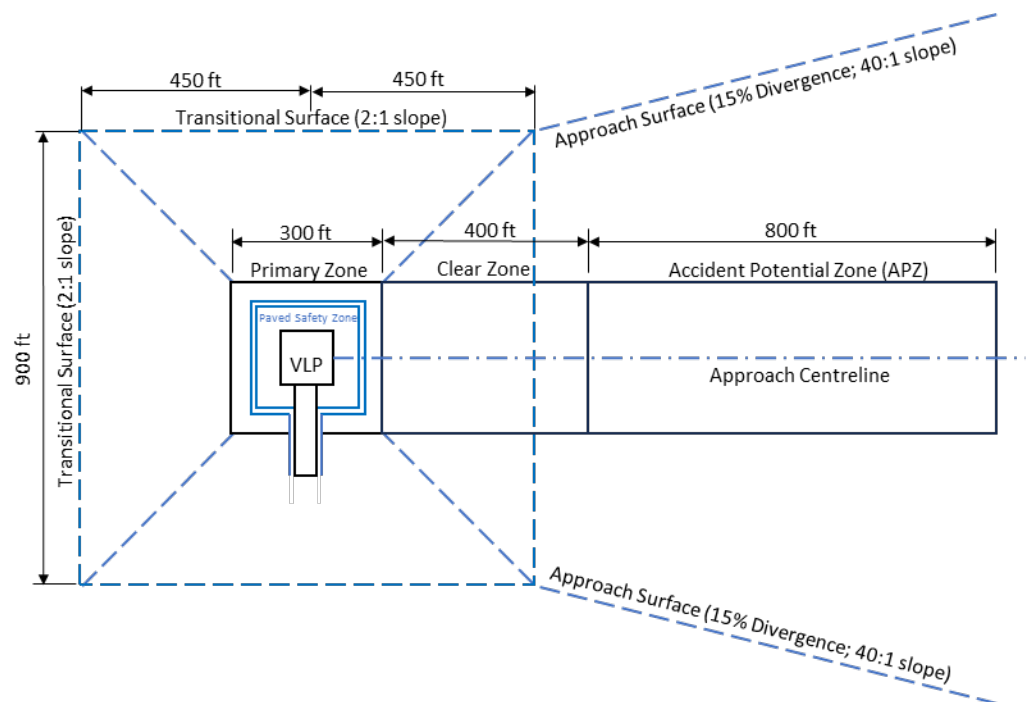 450 ft
450 ft
Transitional Surface (2:1 slope)
Approach Surface (15% Divergence; 40:1 slope)
900 ft
Transitional Surface (2:1 slope)
300 ft
400 ft
800 ft
Primary Zone
Clear Zone
Accident Potential Zone (APZ)
Paved Safety Zone
VLP
Approach Centreline
Approach Surface (15% Divergence; 40:1 slope)